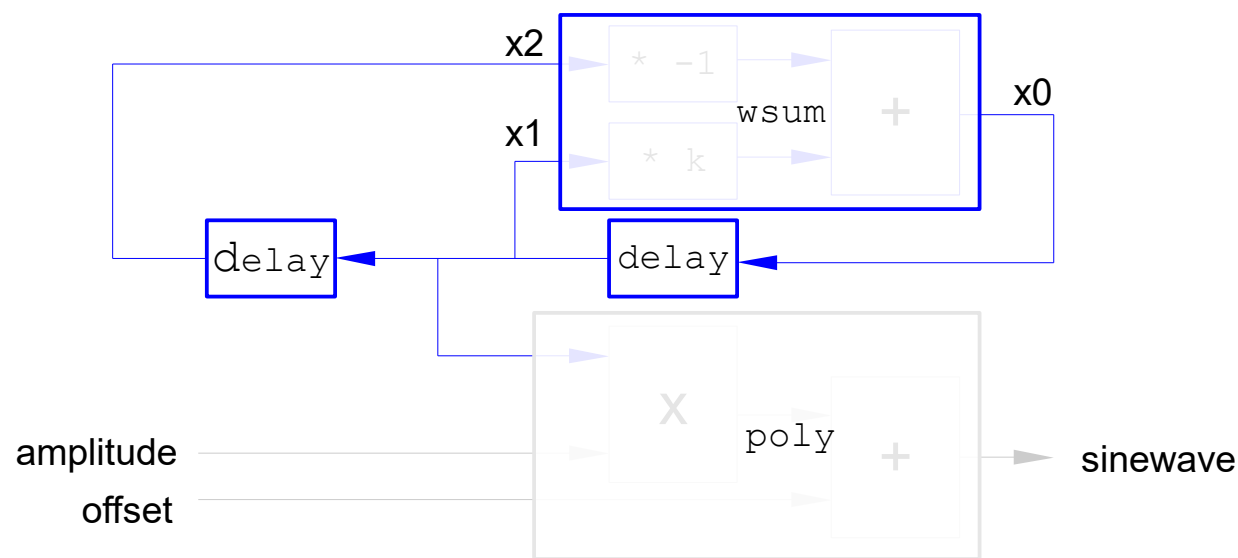 x2
* -1
+
x0
wsum
x1
* k
delay
delay
x
poly
+
amplitude
sinewave
offset